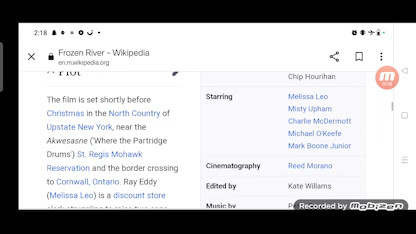 2:18
Frozen River – Wikipedia
en.m.wikipedia.org
Plot
Chip Hourihan
The film is set shortly before
Christmas in the North Country of
Upstate New York, near the
Akwesasne ('Where the Partridge
Drums') St. Regis Mohawk
Reservation and the border crossing
to Cornwall, Ontario. Ray Eddy
(Melissa Leo) is a discount store
Starring
Melissa Leo
Misty Upham
Charlie McDermott
Michael O'Keefe
Mark Boone Junior
Cinematography
Reed Morano
Edited by
Kate Williams
Music by
Recorded by mobizen